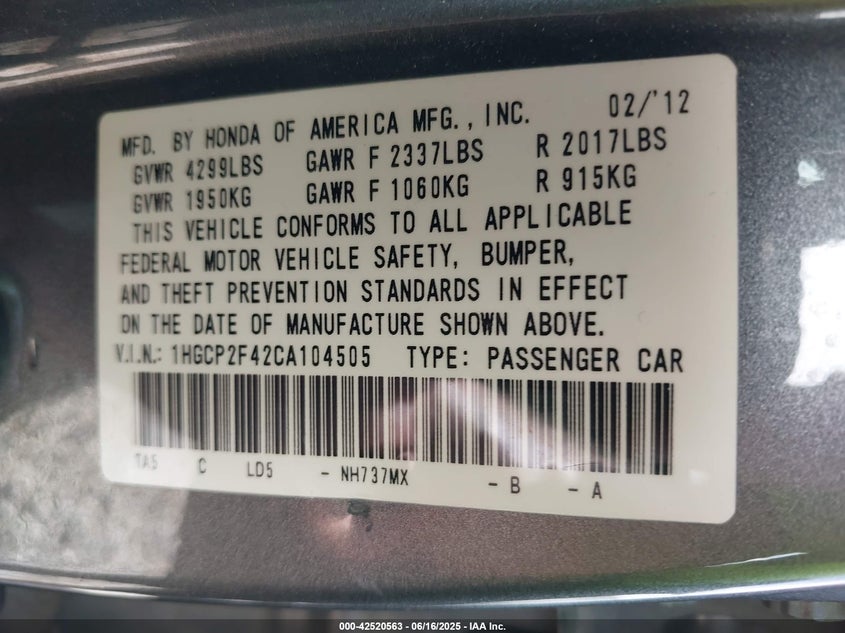 MFD. BY HONDA OF AMERICA MFG., INC. 02/'12
GVWR 4299LBS GAWR F 2337LBS R 2017LBS
GVWR 1950KG GAWR F 1060KG R 915KG
THIS VEHICLE CONFORMS TO ALL APPLICABLE
FEDERAL MOTOR VEHICLE SAFETY, BUMPER,
AND THEFT PREVENTION STANDARDS IN EFFECT
ON THE DATE OF MANUFACTURE SHOWN ABOVE.
V.I.N.: 1HGCP2F42CA104505 TYPE: PASSENGER CAR
TA5 C LD5 - NH737MX - B - A
000-42520563 - 06/16/2025 - IAA Inc.